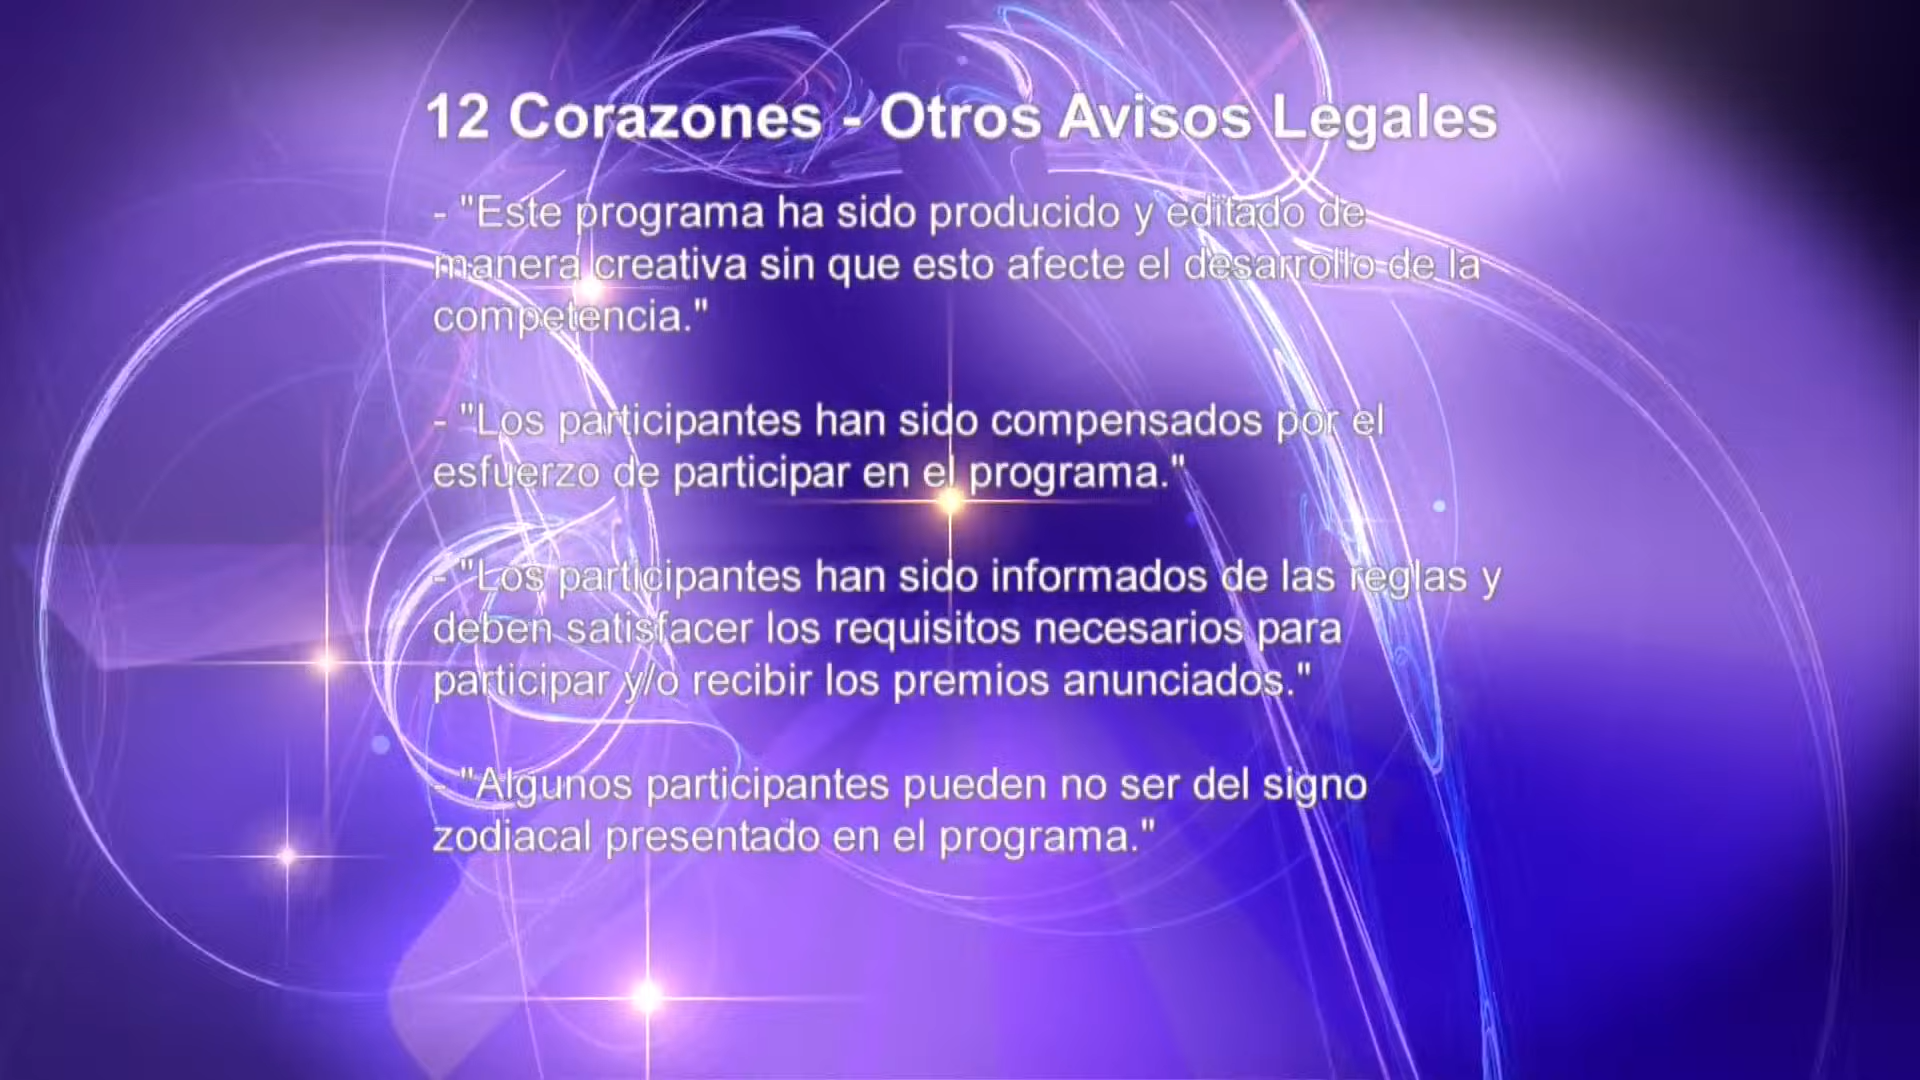 12 Corazones - Otros Avisos Legales
- "Este programa ha sido producido y editado de
manera creativa sin que esto afecte el desarrollo de la
competencia."
- "Los participantes han sido compensados por el
esfuerzo de participar en el programa."
- "Los participantes han sido informados de las reglas y
deben satisfacer los requisitos necesarios para
participar y/o recibir los premios anunciados."
- "Algunos participantes pueden no ser del signo
zodiacal presentado en el programa."